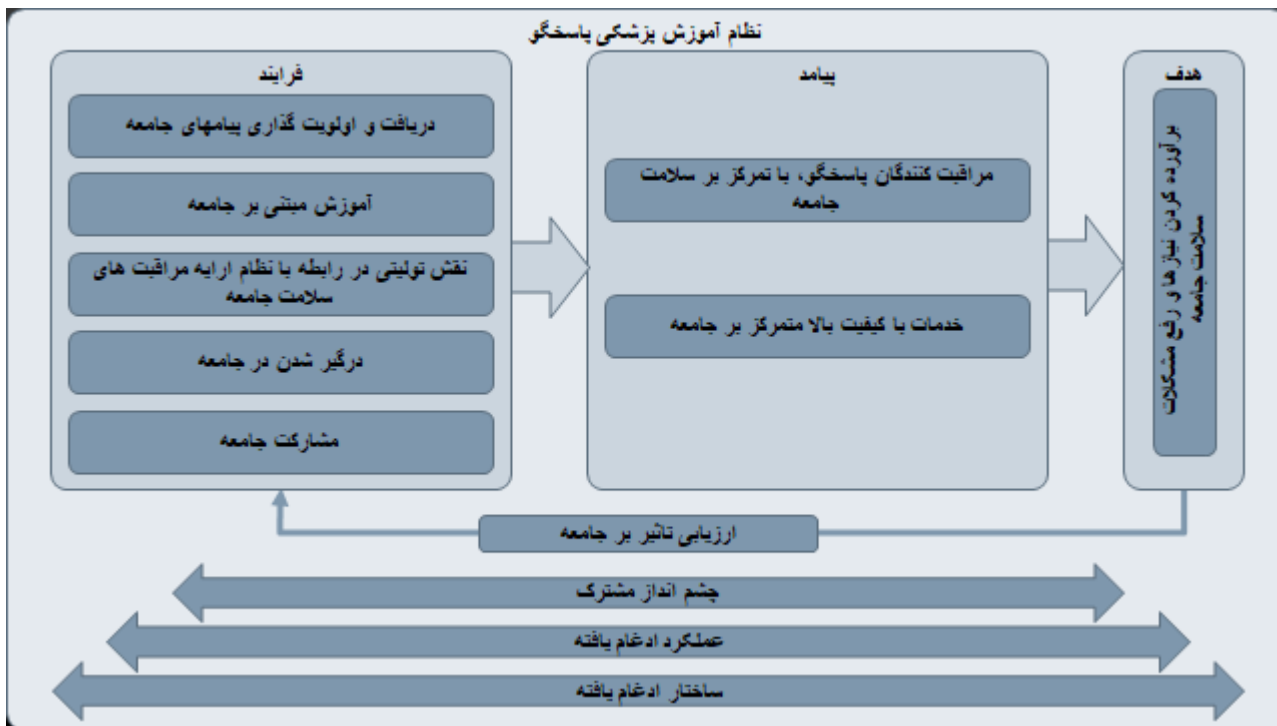 نظام آموزش پزشکی پاسخگو
فرایند
دریافت و اولویت گذاری پیامهای جامعه
آموزش مبتنی بر جامعه
نقش تولیتی در رابطه با نظام ارایه مراقبت های
سلامت جامعه
درگیر شدن در جامعه
مشارکت جامعه
پیامد
مراقبت کنندگان پاسخگو، با تمرکز بر سلامت
جامعه
خدمات با کیفیت بالا متمرکز بر جامعه
هدف
برآورده کردن نیاز ها و رفع مشکلات
سلامت جامعه
ارزیابی تاثیر بر جامعه
چشم انداز مشترک
عملکرد ادغام یافته
ساختار ادغام یافته